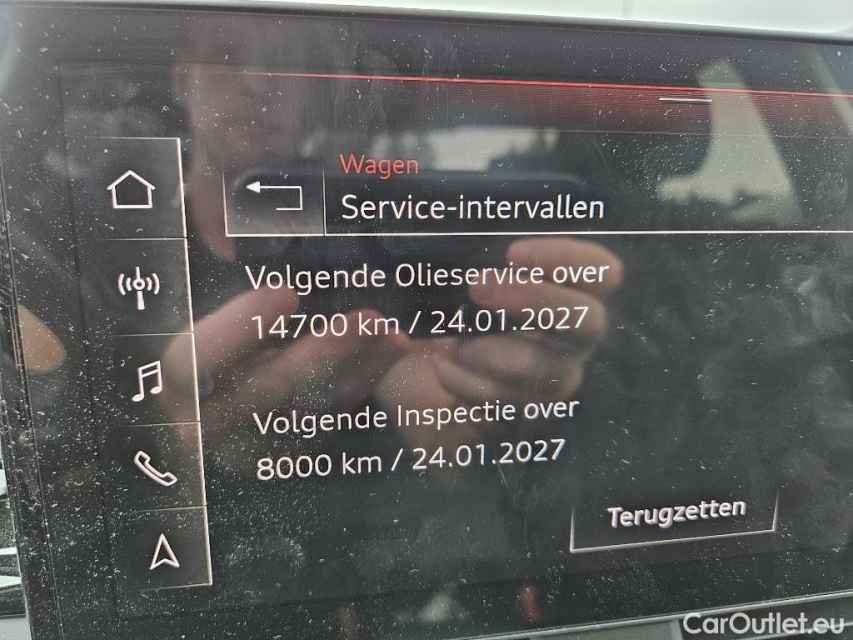 Wagen
Service-intervallen
Volgende Olieservice over
14700 km / 24.01.2027
Volgende Inspectie over
8000 km / 24.01.2027
Terugzetten
CarOutlet.eu